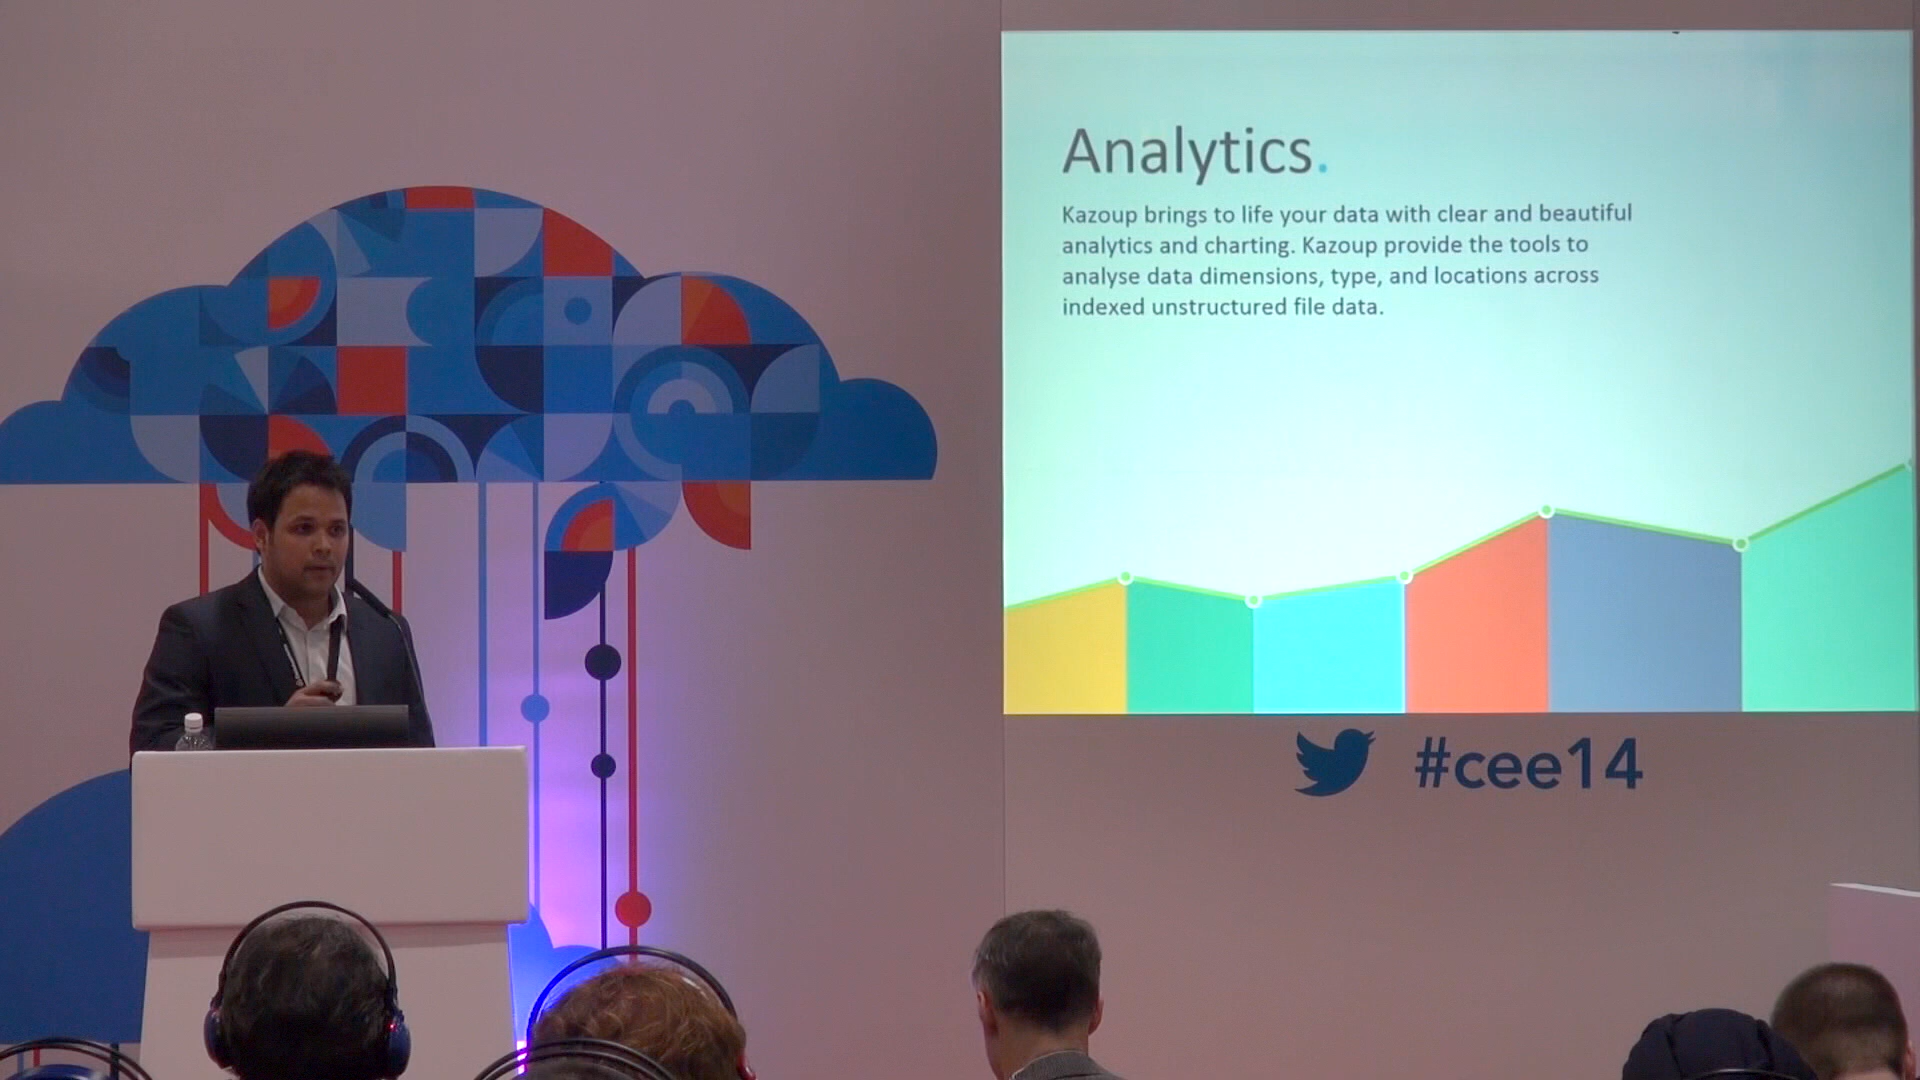 Analytics.
Kazoup brings to life your data with clear and beautiful
analytics and charting. Kazoup provide the tools to
analyse data dimensions, type, and locations across
indexed unstructured file data.
#cee14